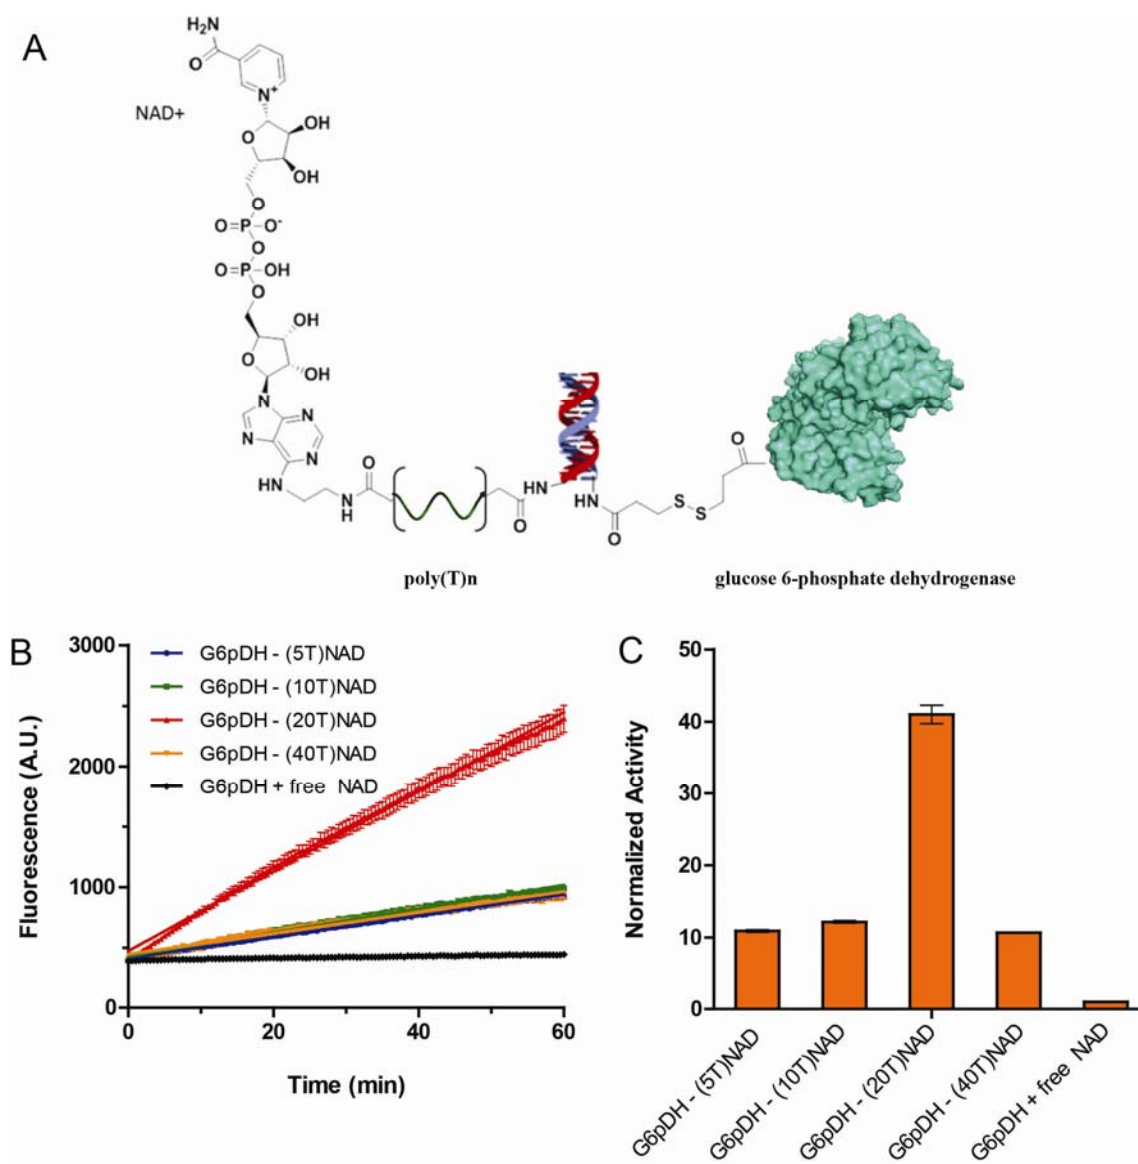 A
H₂N
O
N⁺
NAD+
OH
O
OH
O
O=P-O⁻
O
O=P-OH
O
OH
O
OH
N
N
N
N
N
HN
N
H
O
O
HN
HN
O
S
S
O
poly(T)n
glucose 6-phosphate dehydrogenase
B
3000
2000
1000
0
Fluorescence (A.U.)
G6pDH - (5T)NAD
G6pDH - (10T)NAD
G6pDH - (20T)NAD
G6pDH - (40T)NAD
G6pDH + free NAD
0
20
40
60
Time (min)
C
50
40
30
20
10
0
Normalized Activity
G6pDH - (5T)NAD
G6pDH - (10T)NAD
G6pDH - (20T)NAD
G6pDH - (40T)NAD
G6pDH + free NAD